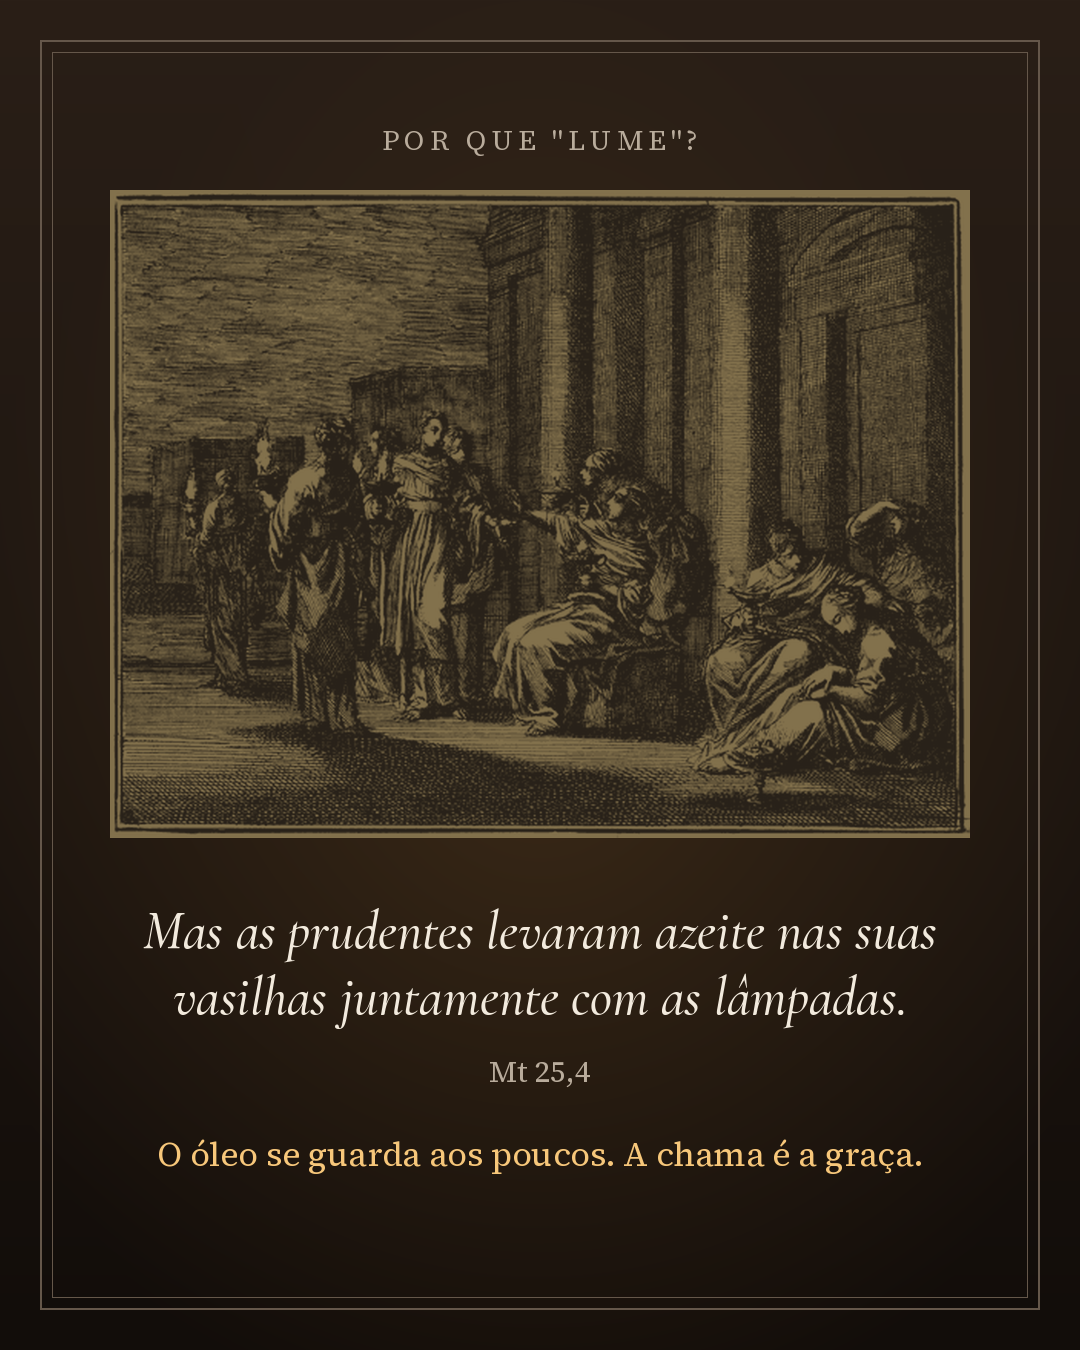 POR QUE "LUME"?
Mas as prudentes levaram azeite nas suas
vasilhas juntamente com as lâmpadas.
Mt 25,4
O óleo se guarda aos poucos. A chama é a graça.